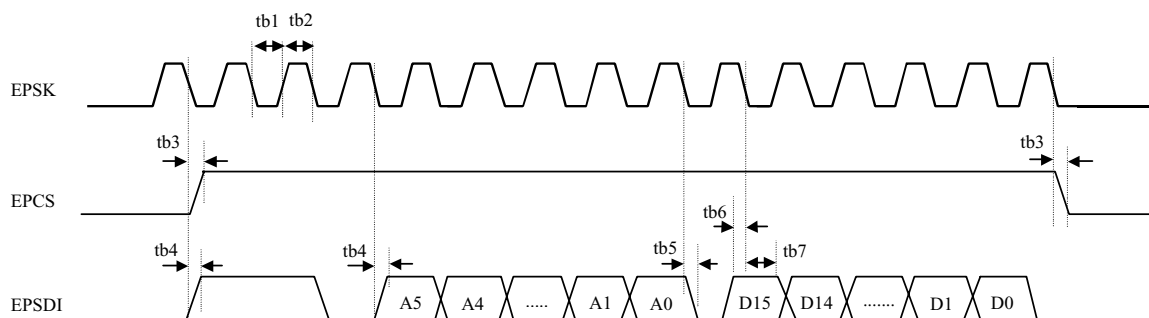 tb1 tb2
EPSK
tb3 tb3
EPCS
tb6
tb4 tb4 tb5 tb7
EPSDI A5 A4 ..... A1 A0 D15 D14 ....... D1 D0